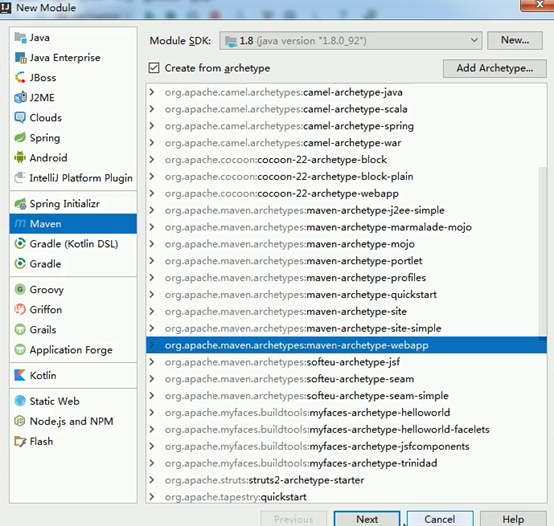 New Module
Java
Java Enterprise
JBoss
J2ME
Clouds
Spring
Android
IntelliJ Platform Plugin
Spring Initializr
Maven
Gradle (Kotlin DSL)
Gradle
Groovy
Griffon
Grails
Application Forge
Kotlin
Static Web
Node.js and NPM
Flash
Module SDK: 1.8 (java version "1.8.0_92") New...
Create from archetype Add Archetype...
org.apache.camel.archetypes:camel-archetype-java
org.apache.camel.archetypes:camel-archetype-scala
org.apache.camel.archetypes:camel-archetype-spring
org.apache.camel.archetypes:camel-archetype-war
org.apache.cocoon:cocoon-22-archetype-block
org.apache.cocoon:cocoon-22-archetype-block-plain
org.apache.cocoon:cocoon-22-archetype-webapp
org.apache.maven.archetypes:maven-archetype-j2ee-simple
org.apache.maven.archetypes:maven-archetype-marmalade-mojo
org.apache.maven.archetypes:maven-archetype-mojo
org.apache.maven.archetypes:maven-archetype-portlet
org.apache.maven.archetypes:maven-archetype-profiles
org.apache.maven.archetypes:maven-archetype-quickstart
org.apache.maven.archetypes:maven-archetype-site
org.apache.maven.archetypes:maven-archetype-site-simple
org.apache.maven.archetypes:maven-archetype-webapp
org.apache.maven.archetypes:softeu-archetype-jsf
org.apache.maven.archetypes:softeu-archetype-seam
org.apache.maven.archetypes:softeu-archetype-seam-simple
org.apache.myfaces.buildtools:myfaces-archetype-helloworld
org.apache.myfaces.buildtools:myfaces-archetype-helloworld-facelets
org.apache.myfaces.buildtools:myfaces-archetype-jsfcomponents
org.apache.myfaces.buildtools:myfaces-archetype-trinidad
org.apache.struts:struts2-archetype-starter
org.apache.tapestry:quickstart
Previous Next Cancel Help